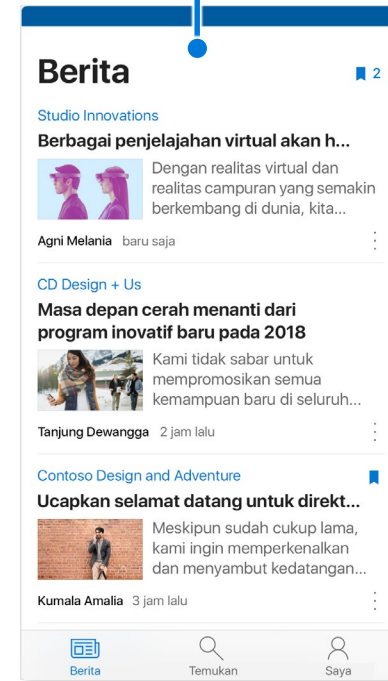 Berita
2
Studio Innovations
Berbagai penjelajahan virtual akan h...
Dengan realitas virtual dan
realitas campuran yang semakin
berkembang di dunia, kita...
Agni Melania baru saja
CD Design + Us
Masa depan cerah menanti dari
program inovatif baru pada 2018
Kami tidak sabar untuk
mempromosikan semua
kemampuan baru di seluruh...
Tanjung Dewangga 2 jam lalu
Contoso Design and Adventure
Ucapkan selamat datang untuk direkt...
Meskipun sudah cukup lama,
kami ingin memperkenalkan
dan menyambut kedatangan...
Kumala Amalia 3 jam lalu
Berita
Temukan
Saya